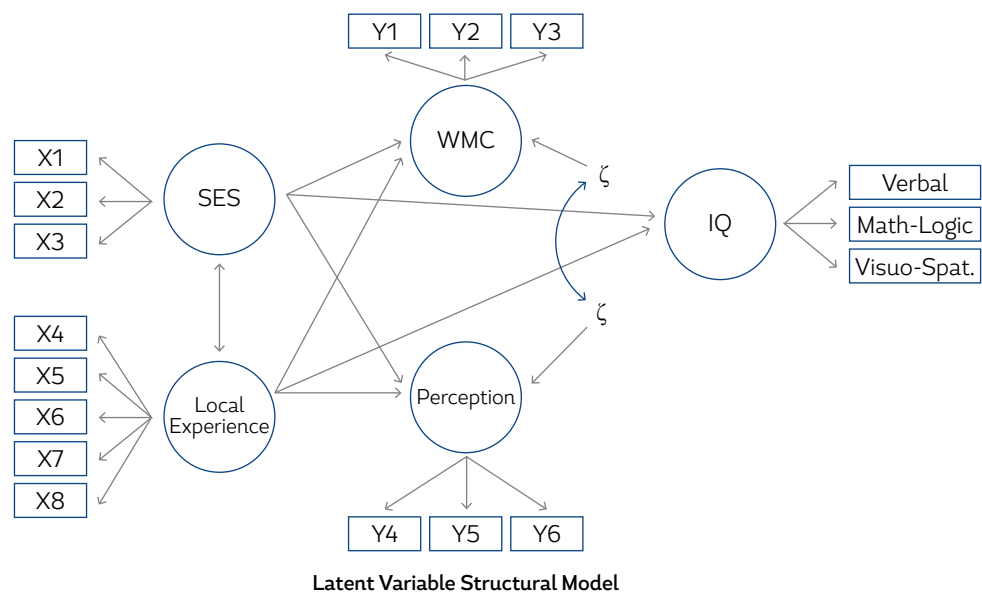 Y1
Y2
Y3
WMC
X1
X2
X3
SES
ζ
IQ
Verbal
Math-Logic
Visuo-Spat.
X4
X5
X6
X7
X8
Local
Experience
ζ
Perception
Y4
Y5
Y6
Latent Variable Structural Model